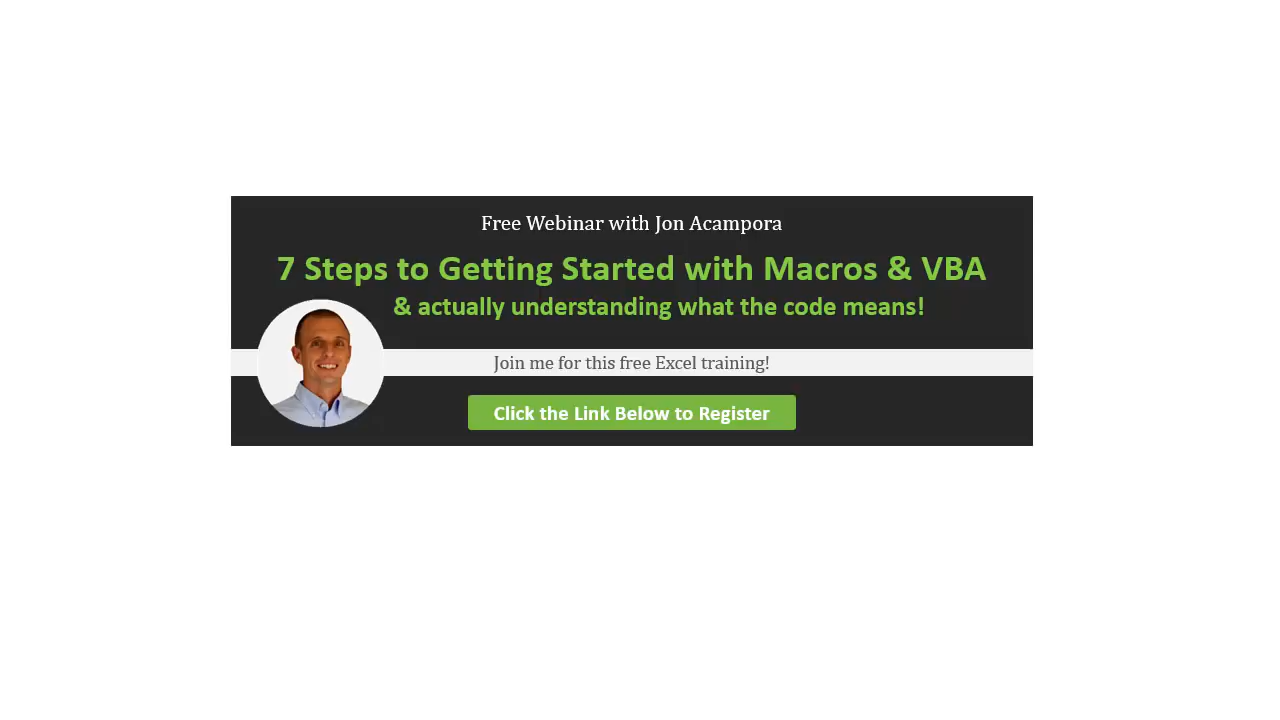 Free Webinar with Jon Acampora
7 Steps to Getting Started with Macros & VBA
& actually understanding what the code means!
Join me for this free Excel training!
Click the Link Below to Register